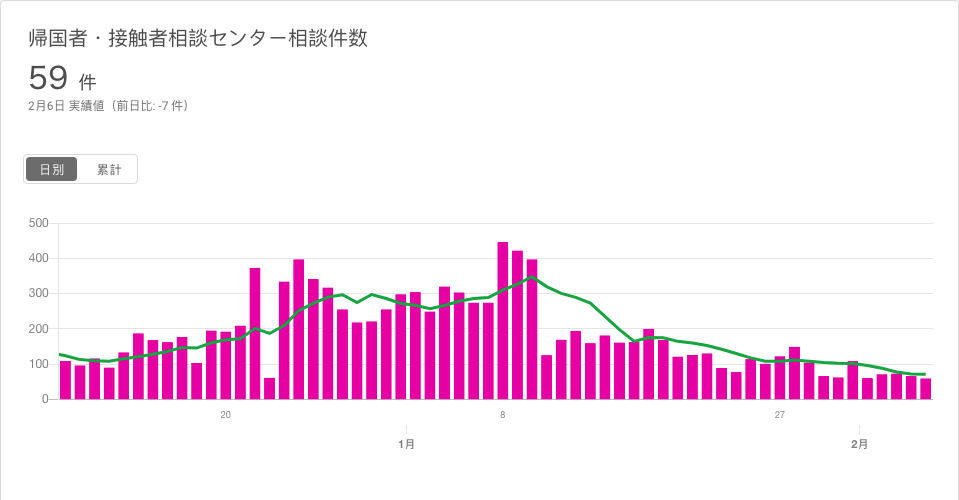 帰国者・接触者相談センター相談件数
59 件
2月6日 実績値（前日比: -7 件）
日別 累計
500
400
300
200
100
0
20 8 27
1月 2月